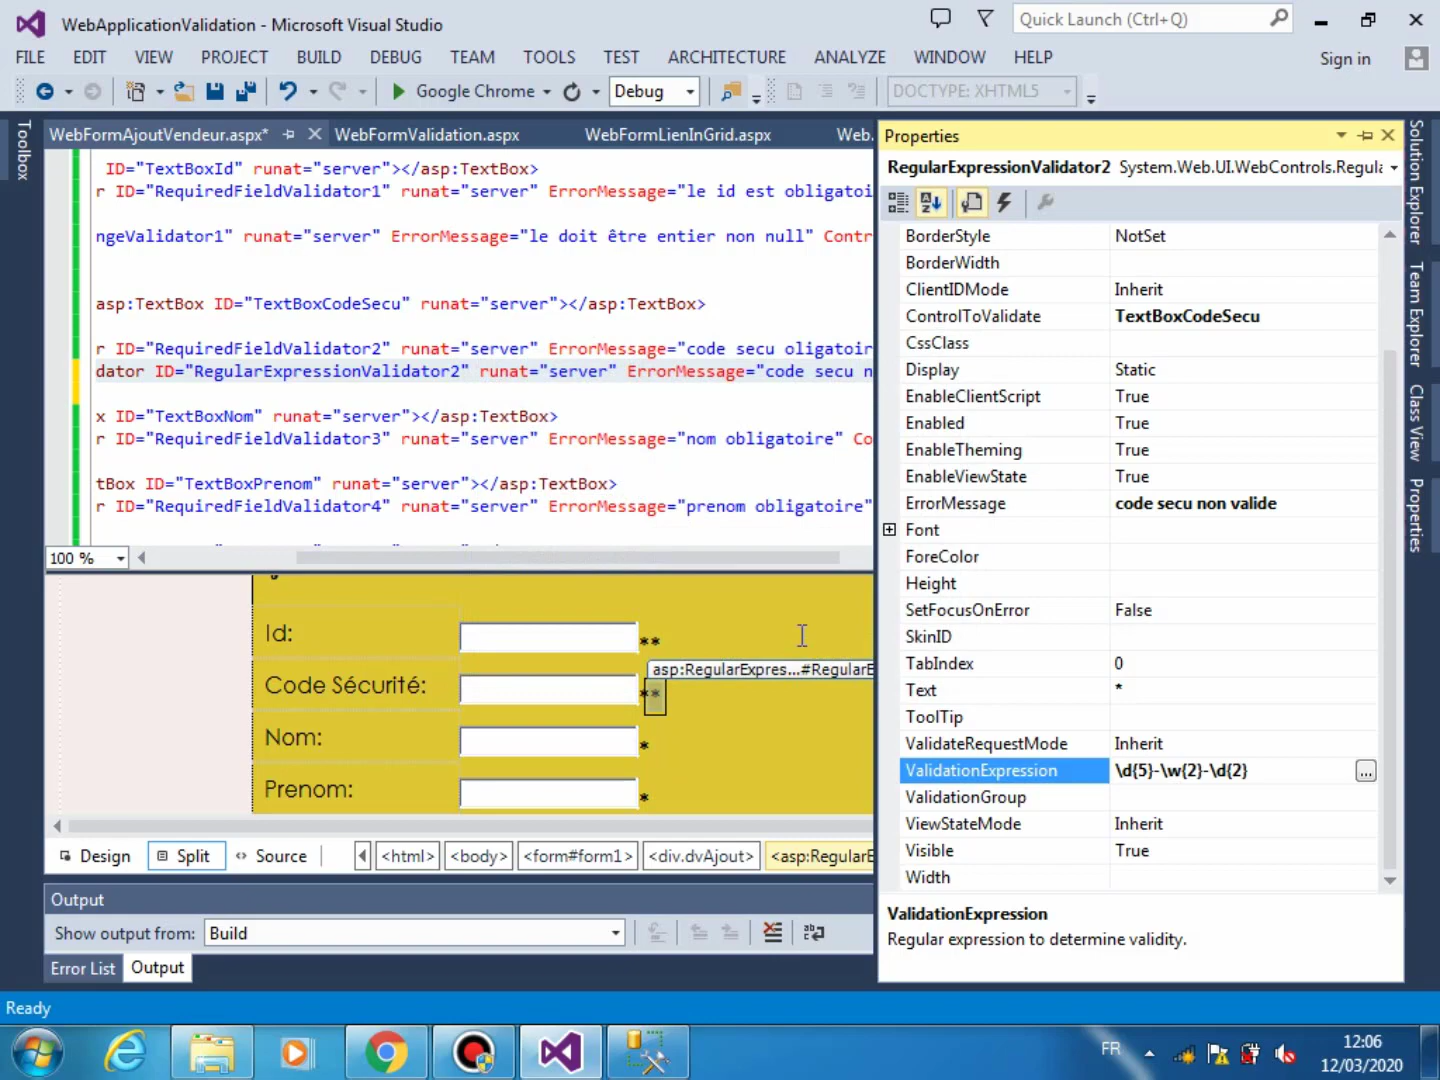 WebApplicationValidation - Microsoft Visual Studio
Quick Launch (Ctrl+Q)
FILE EDIT VIEW PROJECT BUILD DEBUG TEAM TOOLS TEST ARCHITECTURE ANALYZE WINDOW HELP
Sign in
Google Chrome
Debug
DOCTYPE: XHTML5
Toolbox
WebFormAjoutVendeur.aspx*
WebFormValidation.aspx
WebFormLienInGrid.aspx
Web.
ID="TextBoxId" runat="server"></asp:TextBox>
r ID="RequiredFieldValidator1" runat="server" ErrorMessage="le id est obligatoi
ngeValidator1" runat="server" ErrorMessage="le doit être entier non null" Contr
asp:TextBox ID="TextBoxCodeSecu" runat="server"></asp:TextBox>
r ID="RequiredFieldValidator2" runat="server" ErrorMessage="code secu oligatoir
dator ID="RegularExpressionValidator2" runat="server" ErrorMessage="code secu n
x ID="TextBoxNom" runat="server"></asp:TextBox>
r ID="RequiredFieldValidator3" runat="server" ErrorMessage="nom obligatoire" Co
tBox ID="TextBoxPrenom" runat="server"></asp:TextBox>
r ID="RequiredFieldValidator4" runat="server" ErrorMessage="prenom obligatoire"
100 %
Id: **
asp:RegularExpres...#RegularE
Code Sécurité: **
Nom: *
Prenom: *
Design Split Source <html> <body> <form#form1> <div.dvAjout> <asp:RegularE
Output
Show output from: Build
Error List Output
Ready
Properties
RegularExpressionValidator2 System.Web.UI.WebControls.Regula
BorderStyle NotSet
BorderWidth
ClientIDMode Inherit
ControlToValidate TextBoxCodeSecu
CssClass
Display Static
EnableClientScript True
Enabled True
EnableTheming True
EnableViewState True
ErrorMessage code secu non valide
Font
ForeColor
Height
SetFocusOnError False
SkinID
TabIndex 0
Text *
ToolTip
ValidateRequestMode Inherit
ValidationExpression \d{5}-\w{2}-\d{2} ...
ValidationGroup
ViewStateMode Inherit
Visible True
Width
ValidationExpression
Regular expression to determine validity.
Solution Explorer
Team Explorer
Class View
Properties
FR
12:06
12/03/2020